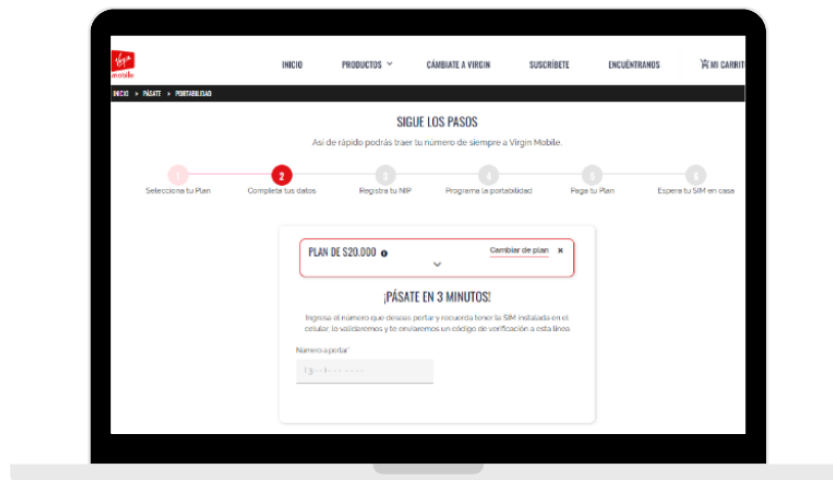 Virgin
mobile
INICIO
PRODUCTOS
CÁMBIATE A VIRGIN
SUSCRÍBETE
ENCUÉNTRANOS
MI CARRIT
INICIO > PÁSATE > PORTABILIDAD
SIGUE LOS PASOS
Así de rápido podrás traer tu número de siempre a Virgin Mobile.
1 2 3 4 5 6
Selecciona tu Plan
Completa tus datos
Registra tu NIP
Programa la portabilidad
Paga tu Plan
Espera tu SIM en casa
PLAN DE $20.000
Cambiar de plan ×
¡PÁSATE EN 3 MINUTOS!
Ingresa el número que deseas portar y recuerda tener la SIM instalada en el
celular, lo validaremos y te enviaremos un código de verificación a esta línea
Número a portar*
(3--)--- ----